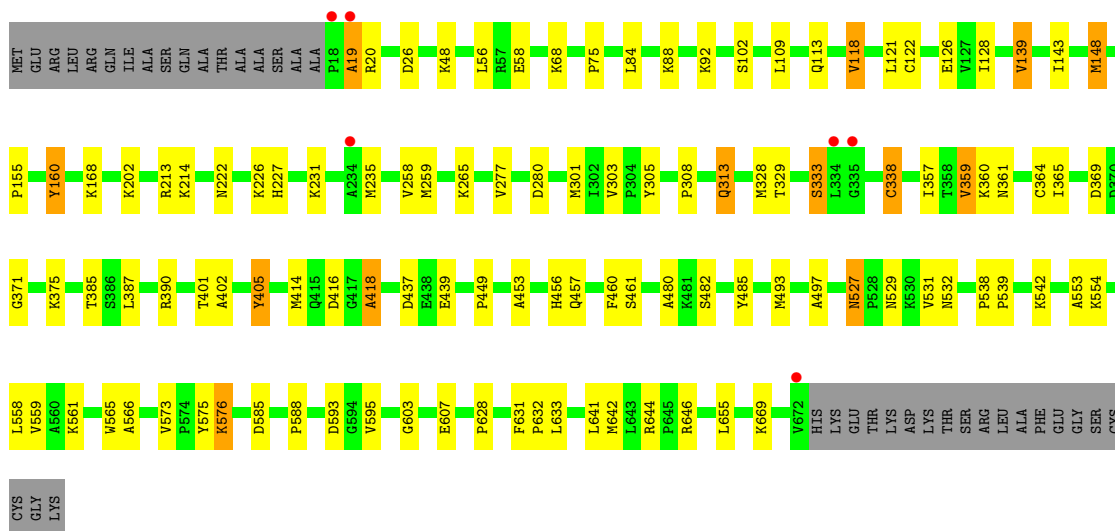 MET GLU ARG LEU ARG GLN ILE ALA SER GLN ALA THR ALA ALA SER ALA ALA P18 A19 R20 D26 K48 L56 R57 E58 K68 P75 L84 K88 K92 S102 L109 Q113 V118 L121 C122 E126 V127 I128 V139 I143 M148
P155 Y160 K168 K202 R213 K214 N222 K226 H227 K231 A234 M235 V258 M259 K265 V277 D280 M301 I302 V303 P304 Y305 P308 Q313 M328 T329 S333 L334 G335 C338 I357 T358 V359 K360 N361 C364 I365 D369 D370
G371 K375 T385 S386 L387 R390 T401 A402 Y405 M414 Q415 D416 G417 A418 D437 E438 E439 P449 A453 H456 Q457 F460 S461 A480 K481 S482 Y485 M493 A497 N527 P528 N529 K530 V531 N532 P538 P539 K542 A553 K554
L558 V559 A560 K561 W565 A566 V573 P574 Y575 K576 D585 P588 D593 G594 V595 G603 E607 P628 F631 P632 L633 L641 M642 L643 R644 P645 R646 L655 K669 V672 HIS LYS GLU THR LYS ASP LYS THR SER ARG LEU ALA PHE GLU GLY SER CYS
CYS GLY LYS